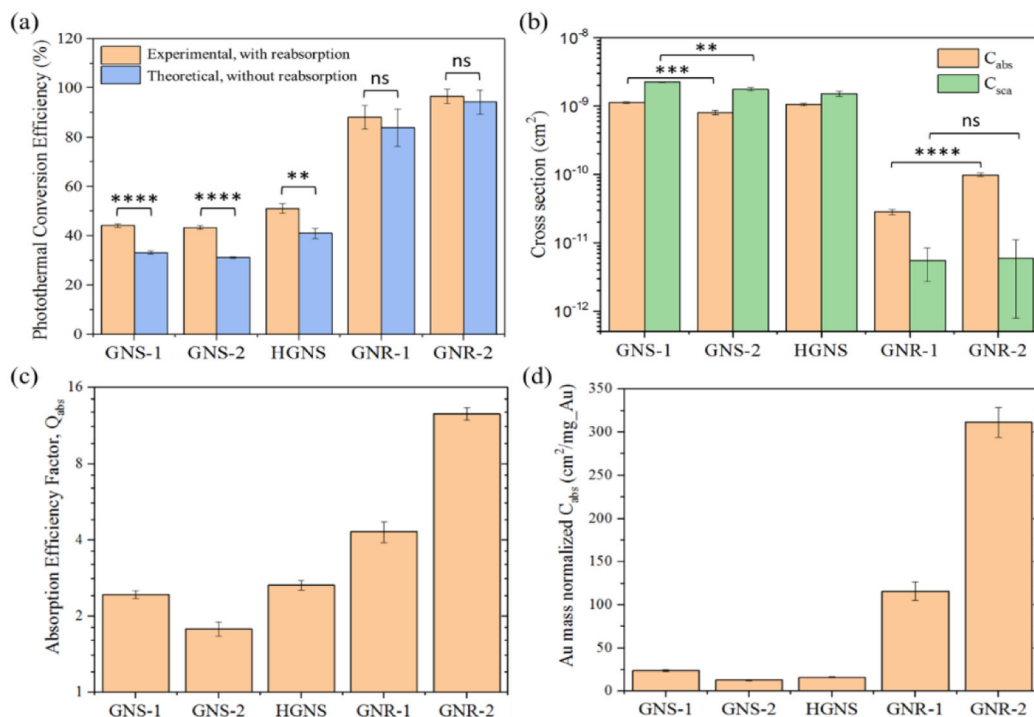 (a)
Photothermal Conversion Efficiency (%)
120
100
80
60
40
20
0
Experimental, with reabsorption
Theoretical, without reabsorption
****
****
**
ns
ns
GNS-1 GNS-2 HGNS GNR-1 GNR-2
(b)
Cross section (cm²)
10⁻⁸
10⁻⁹
10⁻¹⁰
10⁻¹¹
10⁻¹²
C_abs
C_sca
**
***
ns
****
GNS-1 GNS-2 HGNS GNR-1 GNR-2
(c)
Absorption Efficiency Factor, Q_abs
16
8
4
2
1
GNS-1 GNS-2 HGNS GNR-1 GNR-2
(d)
Au mass normalized C_abs (cm²/mg_Au)
350
300
250
200
150
100
50
0
GNS-1 GNS-2 HGNS GNR-1 GNR-2